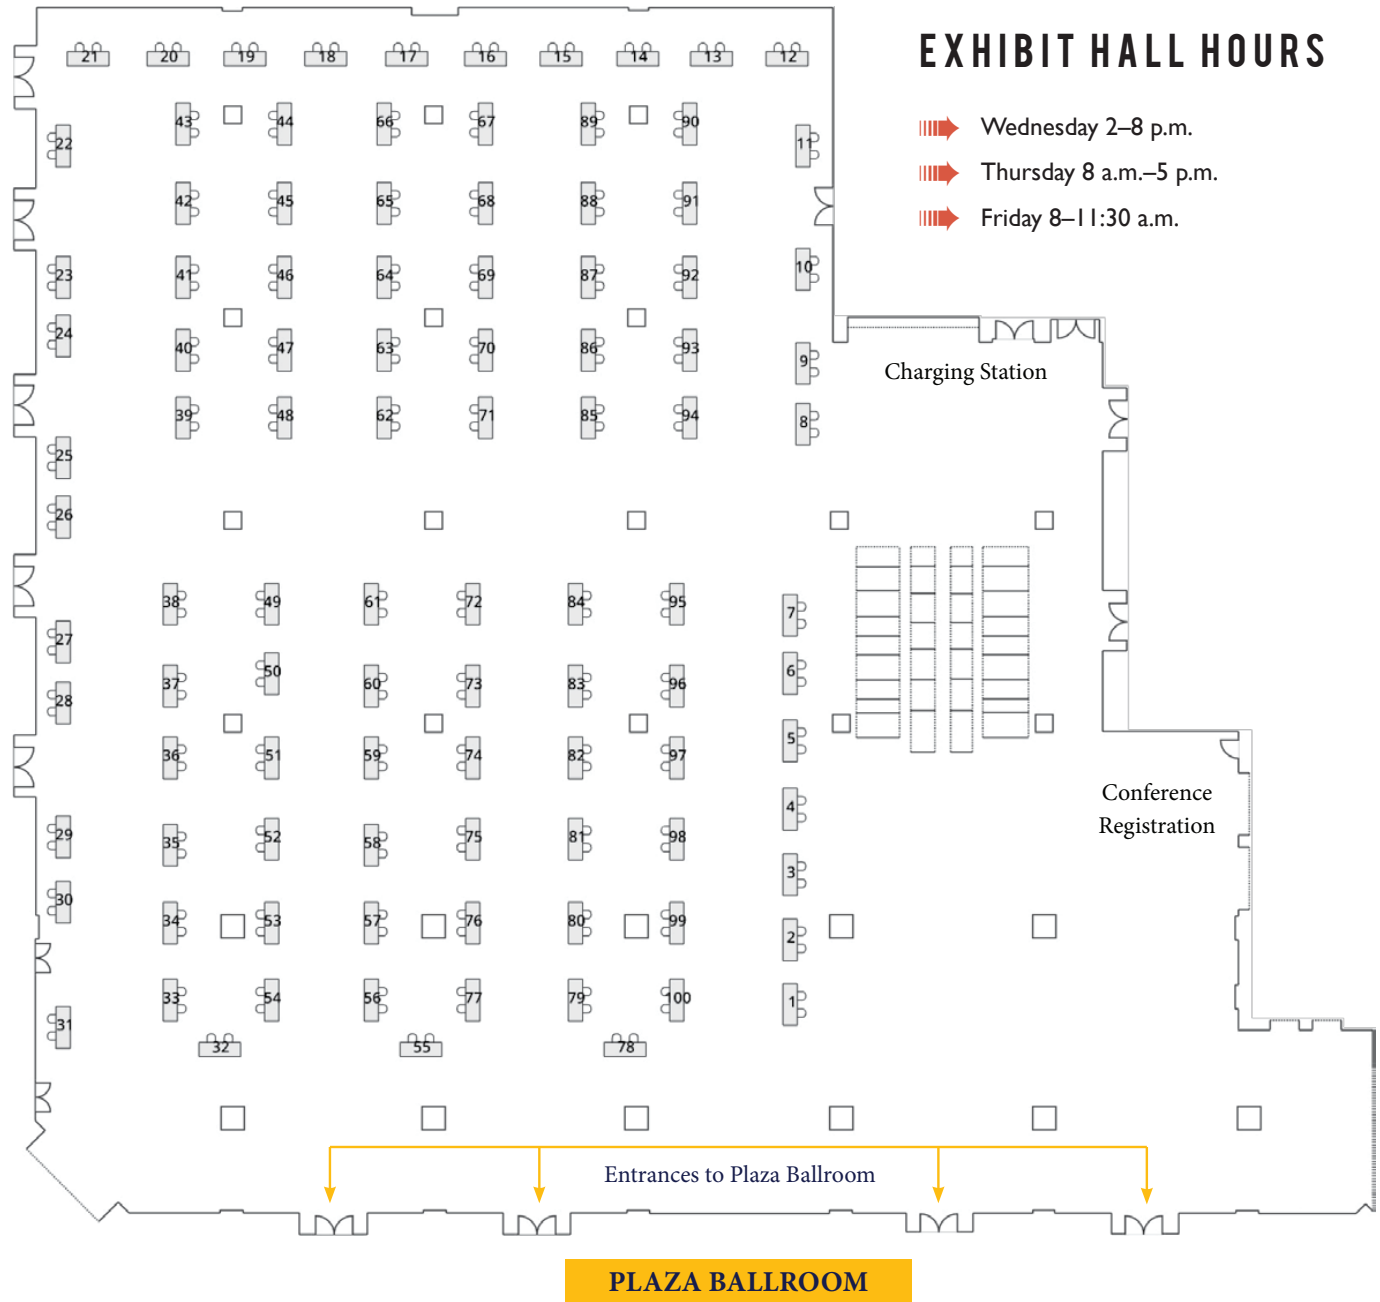 EXHIBIT HALL HOURS
Wednesday 2–8 p.m.
Thursday 8 a.m.–5 p.m.
Friday 8–11:30 a.m.
21 20 19 18 17 16 15 14 13 12
43 44 66 67 89 90
22 11
42 45 65 68 88 91
23 41 46 64 69 87 92 10
24
40 47 63 70 86 93 9
Charging Station
39 48 62 71 85 94 8
25
26
38 49 61 72 84 95 7
27
50 6
28 37 60 73 83 96
5
36 51 59 74 82 97
Conference
Registration
4
29 35 52 58 75 81 98
3
30
34 53 57 76 80 99 2
33 54 56 77 79 100 1
31
32 55 78
Entrances to Plaza Ballroom
PLAZA BALLROOM